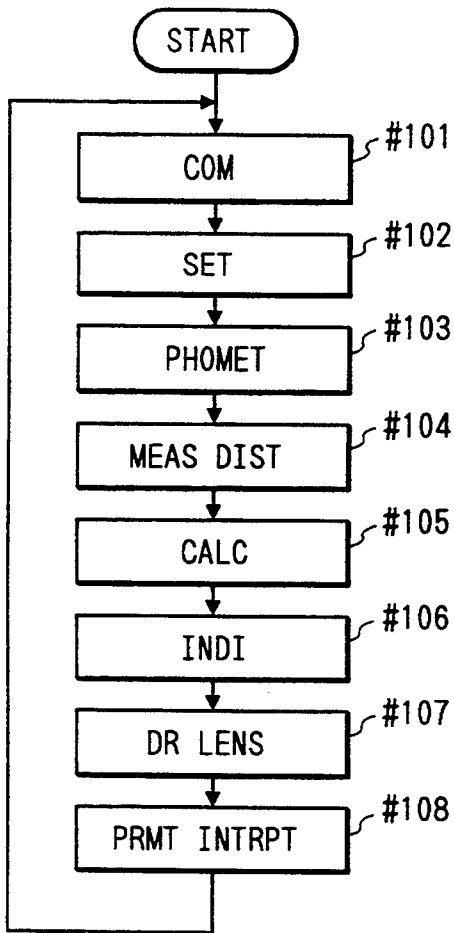 START
#101
COM
#102
SET
#103
PHOMET
#104
MEAS DIST
#105
CALC
#106
INDI
#107
DR LENS
#108
PRMT INTRPT